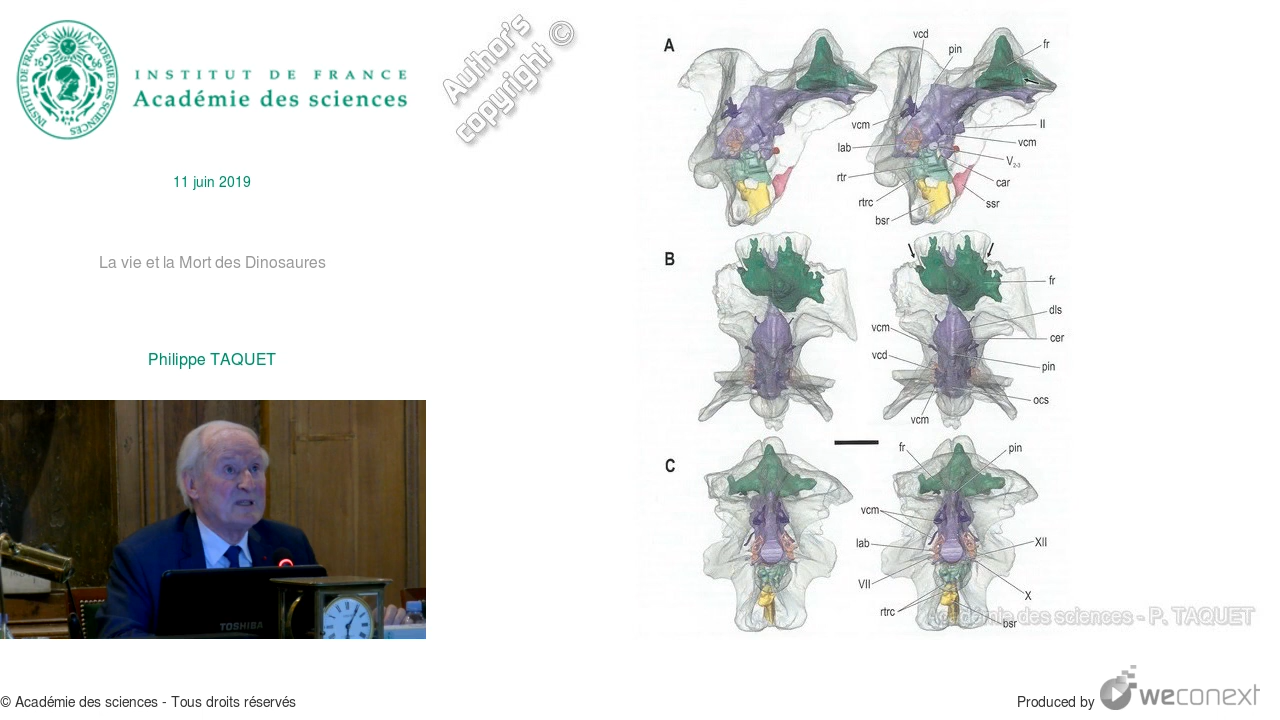 INSTITUT DE FRANCE
Académie des sciences
Author's
copyright ©
11 juin 2019
La vie et la Mort des Dinosaures
Philippe TAQUET
TOSHIBA
A
vcd
pin
fr
vcm
II
lab
vcm
V2-3
rtr
car
rtrc
ssr
bsr
B
fr
dls
vcm
cer
vcd
pin
ocs
vcm
C
fr
pin
vcm
lab
XII
VII
X
rtrc
bsr
Académie des sciences - P. TAQUET
© Académie des sciences - Tous droits réservés
Produced by weconext